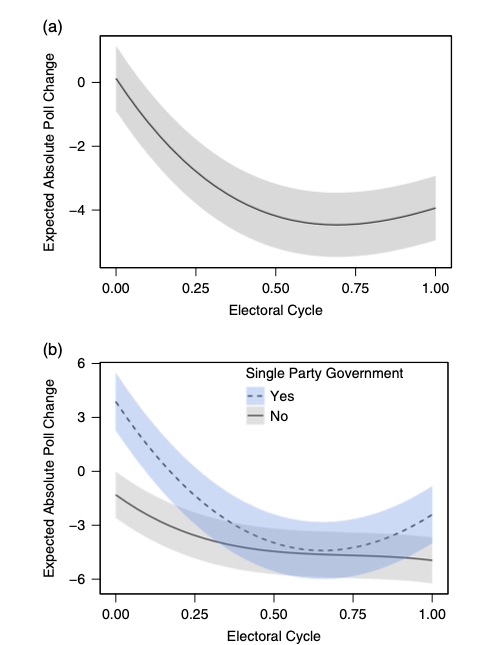 (a)
Expected Absolute Poll Change
0
−2
−4
0.00 0.25 0.50 0.75 1.00
Electoral Cycle
(b)
Expected Absolute Poll Change
6
3
0
−3
−6
Single Party Government
Yes
No
0.00 0.25 0.50 0.75 1.00
Electoral Cycle